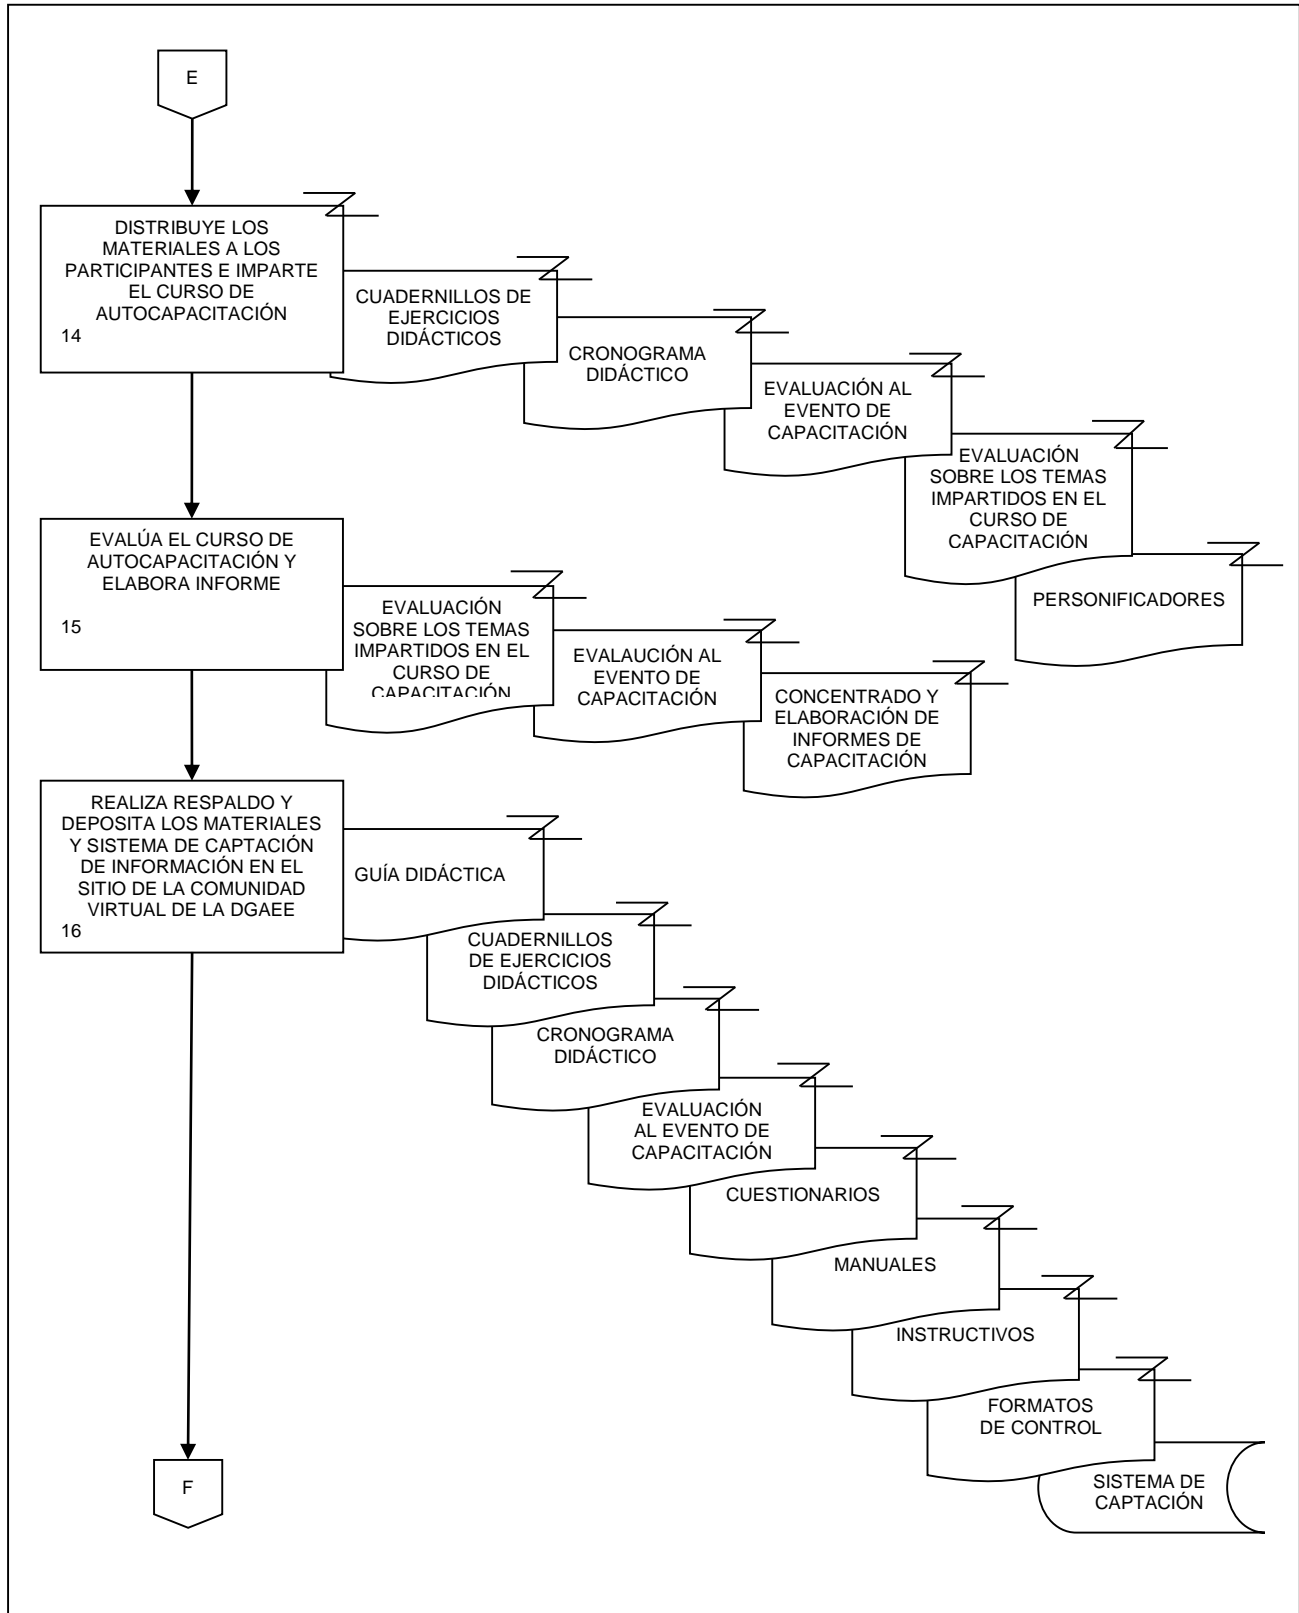 E
DISTRIBUYE LOS
MATERIALES A LOS
PARTICIPANTES E IMPARTE
EL CURSO DE
AUTOCAPACITACIÓN
14
CUADERNILLOS DE
EJERCICIOS
DIDÁCTICOS
CRONOGRAMA
DIDÁCTICO
EVALUACIÓN AL
EVENTO DE
CAPACITACIÓN
EVALUACIÓN
SOBRE LOS TEMAS
IMPARTIDOS EN EL
CURSO DE
CAPACITACIÓN
PERSONIFICADORES
EVALÚA EL CURSO DE
AUTOCAPACITACIÓN Y
ELABORA INFORME
15
EVALUACIÓN
SOBRE LOS TEMAS
IMPARTIDOS EN EL
CURSO DE
CAPACITACIÓN
EVALAUCIÓN AL
EVENTO DE
CAPACITACIÓN
CONCENTRADO Y
ELABORACIÓN DE
INFORMES DE
CAPACITACIÓN
REALIZA RESPALDO Y
DEPOSITA LOS MATERIALES
Y SISTEMA DE CAPTACIÓN
DE INFORMACIÓN EN EL
SITIO DE LA COMUNIDAD
VIRTUAL DE LA DGAEE
16
GUÍA DIDÁCTICA
CUADERNILLOS
DE EJERCICIOS
DIDÁCTICOS
CRONOGRAMA
DIDÁCTICO
EVALUACIÓN
AL EVENTO DE
CAPACITACIÓN
CUESTIONARIOS
MANUALES
INSTRUCTIVOS
FORMATOS
DE CONTROL
SISTEMA DE
CAPTACIÓN
F